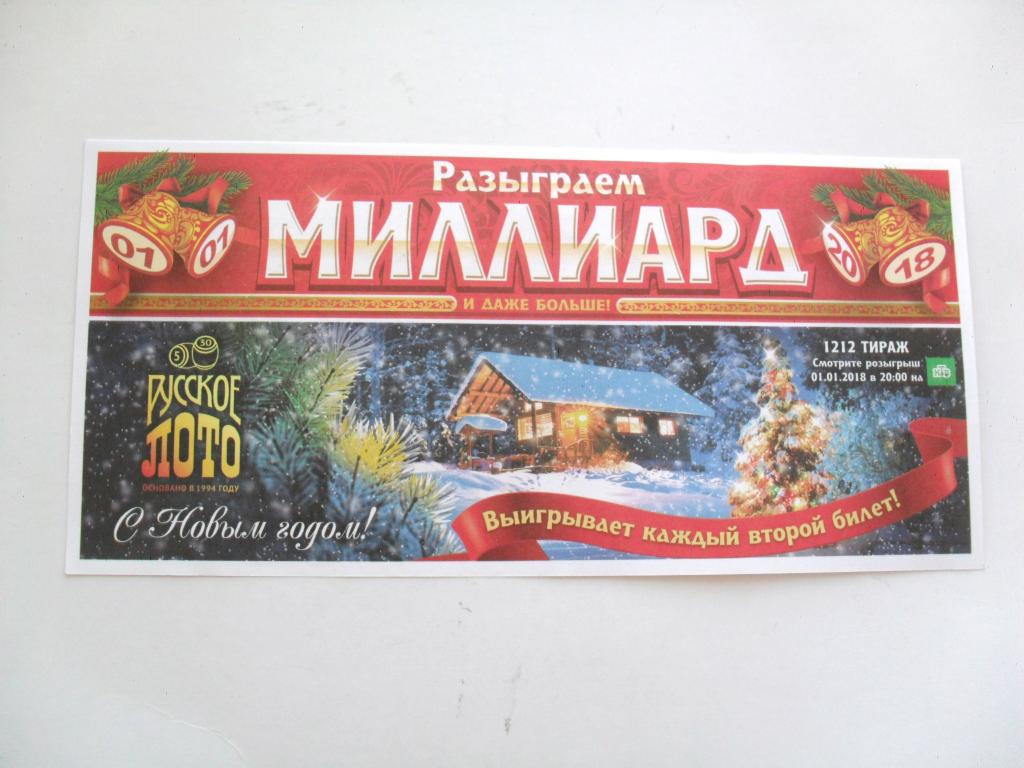 Разыграем
МИЛЛИАРД
И ДАЖЕ БОЛЬШЕ!
01 01
20 18
5 50
РУССКОЕ
ЛОТО
ОСНОВАНО В 1994 ГОДУ
С Новым годом!
1212 ТИРАЖ
Смотрите розыгрыш
01.01.2018 в 20:00 на
НТВ
Выигрывает каждый второй билет!